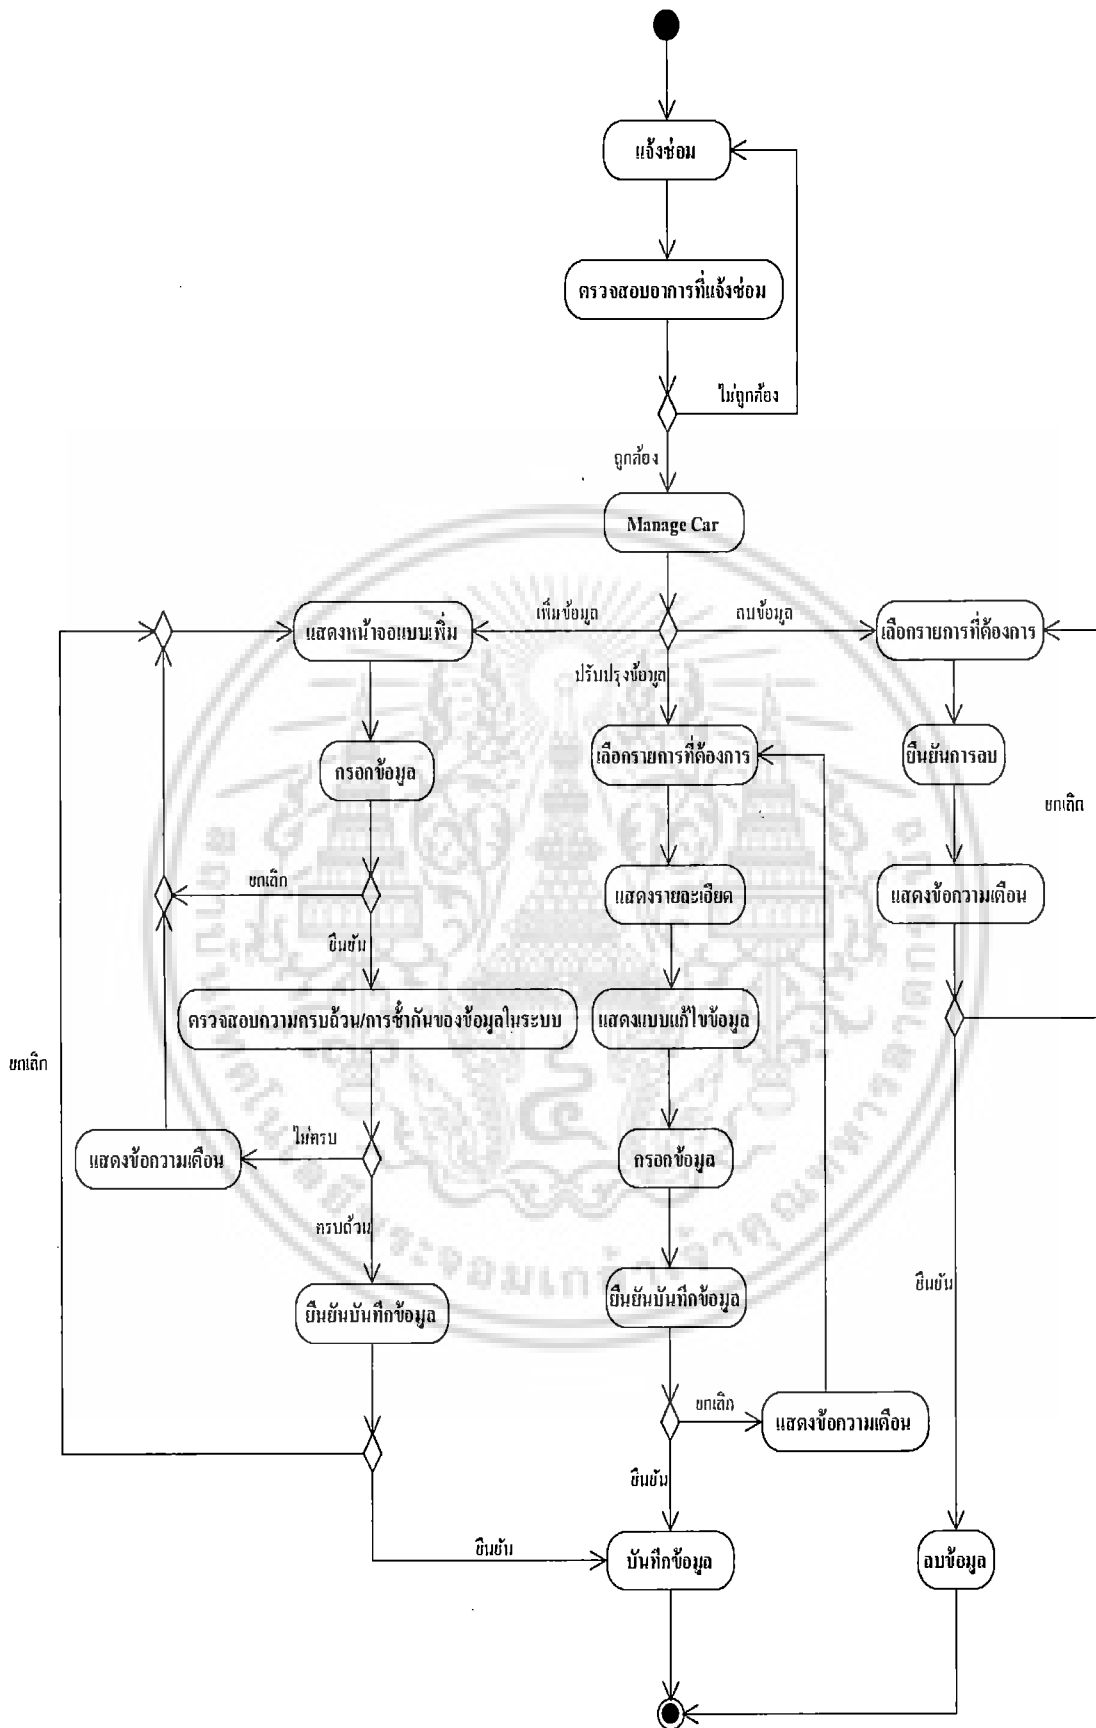 แจ้งซ่อม
ตรวจสอบอาการที่แจ้งซ่อม
ไม่ถูกต้อง
ถูกต้อง
Manage Car
เพิ่มข้อมูล
ลบข้อมูล
แสดงหน้าจอแบบเพิ่ม
เลือกรายการที่ต้องการ
ปรับปรุงข้อมูล
กรอกข้อมูล
เลือกรายการที่ต้องการ
ยืนยันการลบ
ยกเลิก
ยกเลิก
แสดงรายละเอียด
แสดงข้อความเตือน
ยืนยัน
ตรวจสอบความครบถ้วน/การซ้ำกันของข้อมูลในระบบ
แสดงแบบแก้ไขข้อมูล
ยกเลิก
ไม่ครบ
แสดงข้อความเตือน
กรอกข้อมูล
ครบถ้วน
ยืนยัน
ยืนยันบันทึกข้อมูล
ยืนยันบันทึกข้อมูล
ยกเลิก
แสดงข้อความเตือน
ยืนยัน
ยืนยัน
บันทึกข้อมูล
ลบข้อมูล